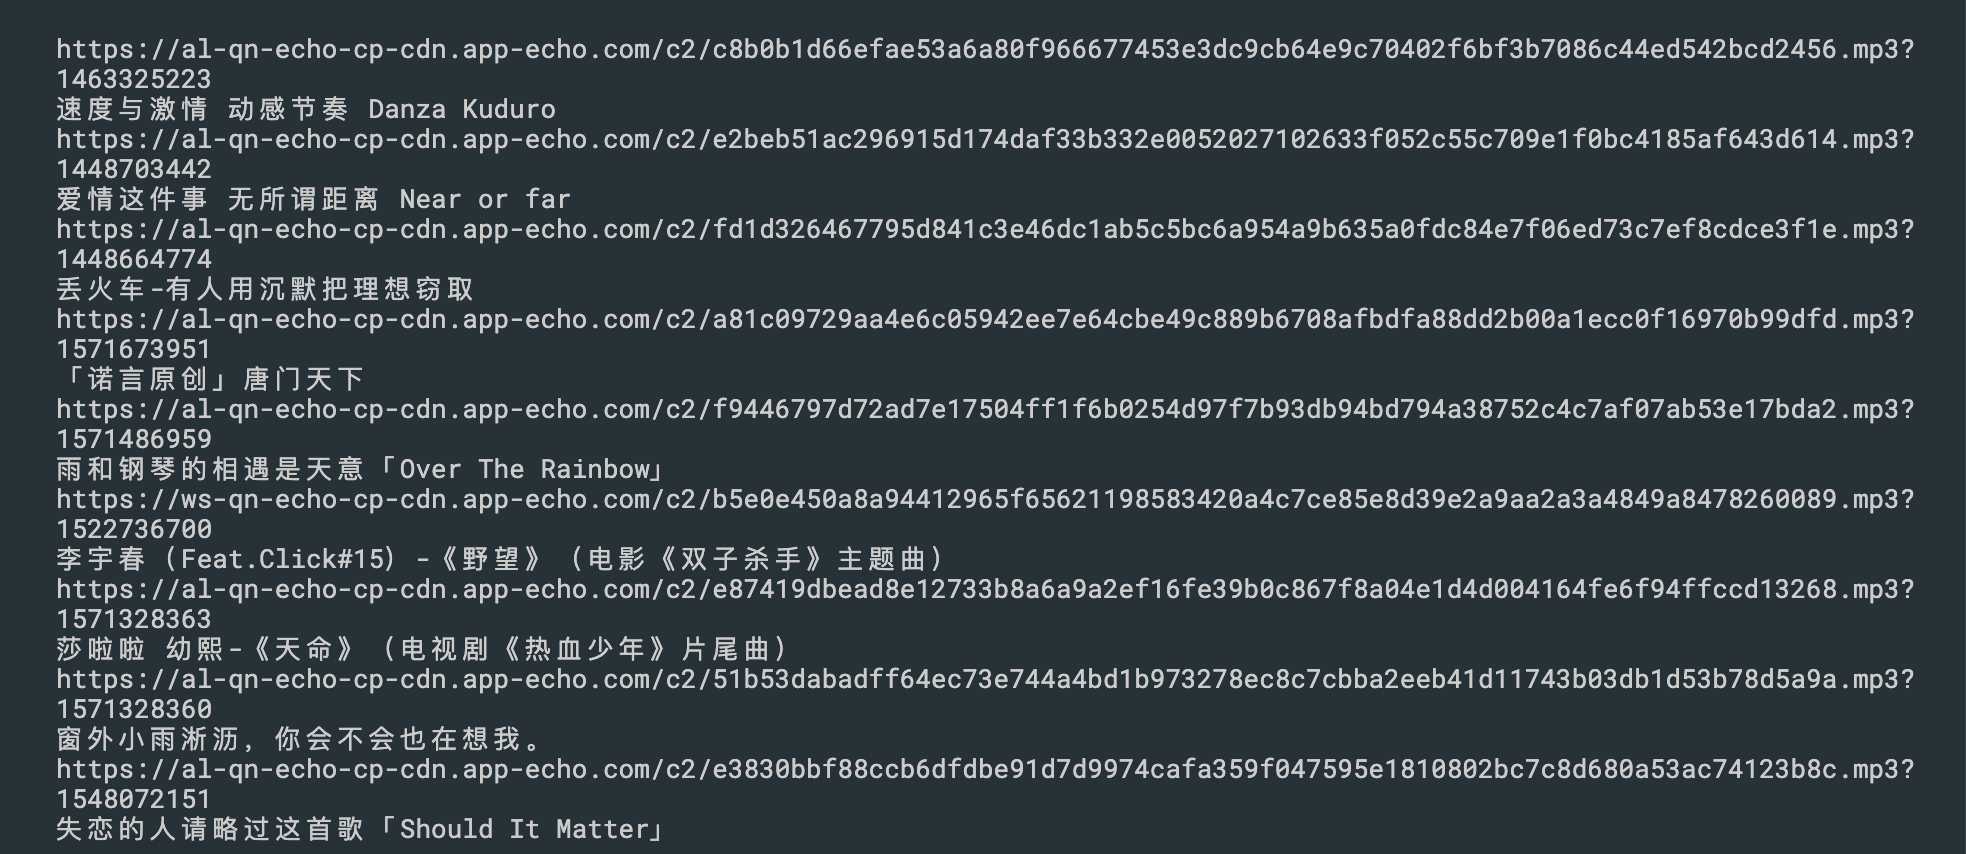 https://al-qn-echo-cp-cdn.app-echo.com/c2/c8b0b1d66efae53a6a80f966677453e3dc9cb64e9c70402f6bf3b7086c44ed542bcd2456.mp3?
1463325223
速度与激情 动感节奏 Danza Kuduro
https://al-qn-echo-cp-cdn.app-echo.com/c2/e2beb51ac296915d174daf33b332e0052027102633f052c55c709e1f0bc4185af643d614.mp3?
1448703442
爱情这件事 无所谓距离 Near or far
https://al-qn-echo-cp-cdn.app-echo.com/c2/fd1d326467795d841c3e46dc1ab5c5bc6a954a9b635a0fdc84e7f06ed73c7ef8cdce3f1e.mp3?
1448664774
丢火车-有人用沉默把理想窃取
https://al-qn-echo-cp-cdn.app-echo.com/c2/a81c09729aa4e6c05942ee7e64cbe49c889b6708afbdfa88dd2b00a1ecc0f16970b99dfd.mp3?
1571673951
「诺言原创」唐门天下
https://al-qn-echo-cp-cdn.app-echo.com/c2/f9446797d72ad7e17504ff1f6b0254d97f7b93db94bd794a38752c4c7af07ab53e17bda2.mp3?
1571486959
雨和钢琴的相遇是天意「Over The Rainbow」
https://ws-qn-echo-cp-cdn.app-echo.com/c2/b5e0e450a8a94412965f65621198583420a4c7ce85e8d39e2a9aa2a3a4849a8478260089.mp3?
1522736700
李宇春（Feat.Click#15）-《野望》（电影《双子杀手》主题曲）
https://al-qn-echo-cp-cdn.app-echo.com/c2/e87419dbead8e12733b8a6a9a2ef16fe39b0c867f8a04e1d4d004164fe6f94ffccd13268.mp3?
1571328363
莎啦啦 幼熙-《天命》（电视剧《热血少年》片尾曲）
https://al-qn-echo-cp-cdn.app-echo.com/c2/51b53dabadff64ec73e744a4bd1b973278ec8c7cbba2eeb41d11743b03db1d53b78d5a9a.mp3?
1571328360
窗外小雨淅沥，你会不会也在想我。
https://al-qn-echo-cp-cdn.app-echo.com/c2/e3830bbf88ccb6dfdbe91d7d9974cafa359f047595e1810802bc7c8d680a53ac74123b8c.mp3?
1548072151
失恋的人请略过这首歌「Should It Matter」